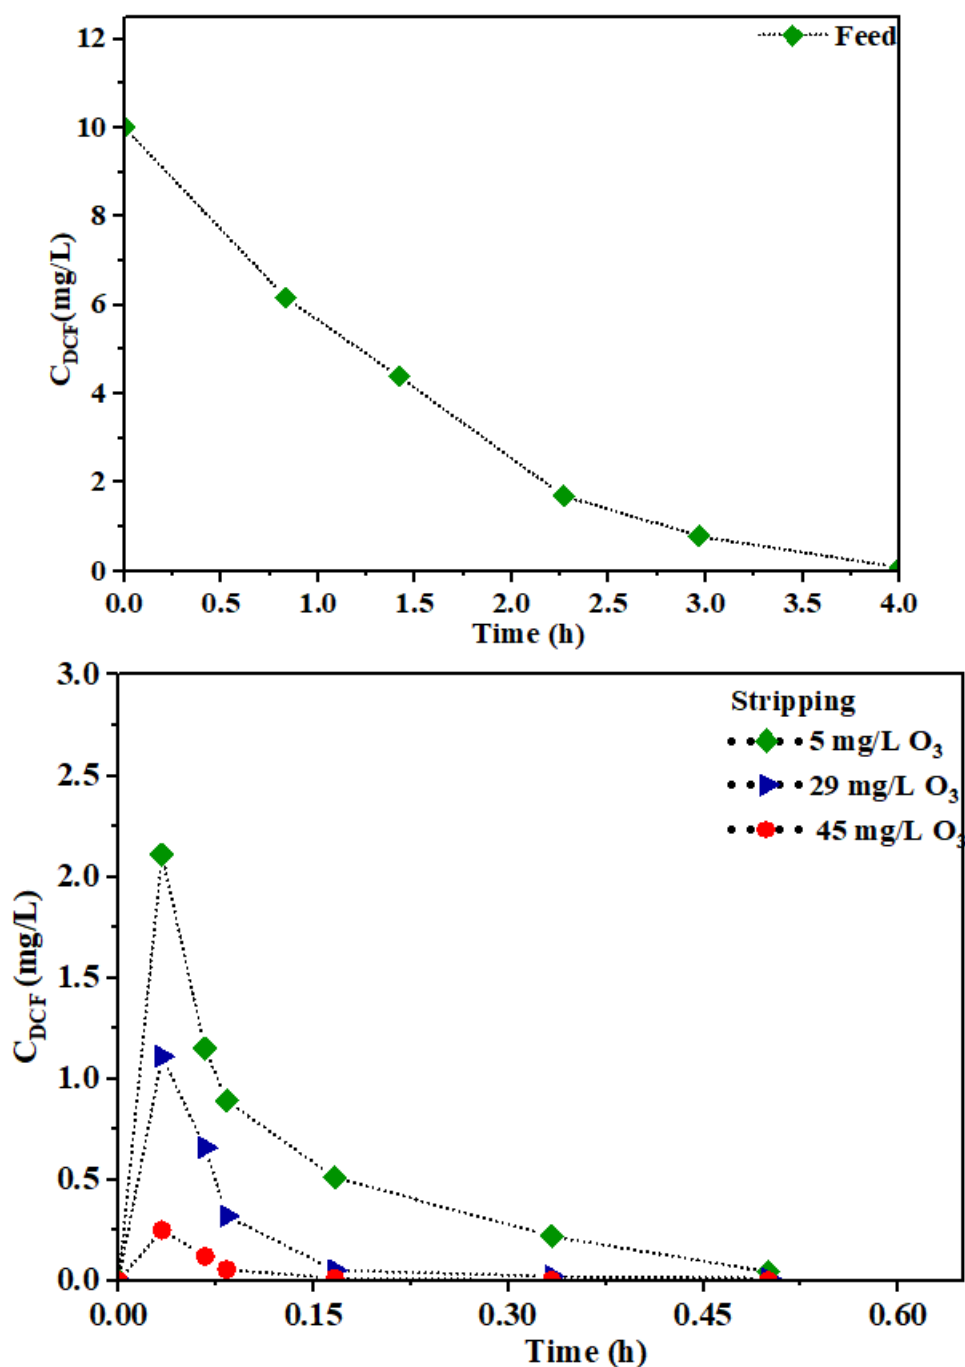 12
10
8
6
4
2
0
C_DCF(mg/L)
Feed
0.0 0.5 1.0 1.5 2.0 2.5 3.0 3.5 4.0
Time (h)
3.0
2.5
2.0
1.5
1.0
0.5
0.0
C_DCF (mg/L)
Stripping
5 mg/L O₃
29 mg/L O₃
45 mg/L O₃
0.00 0.15 0.30 0.45 0.60
Time (h)